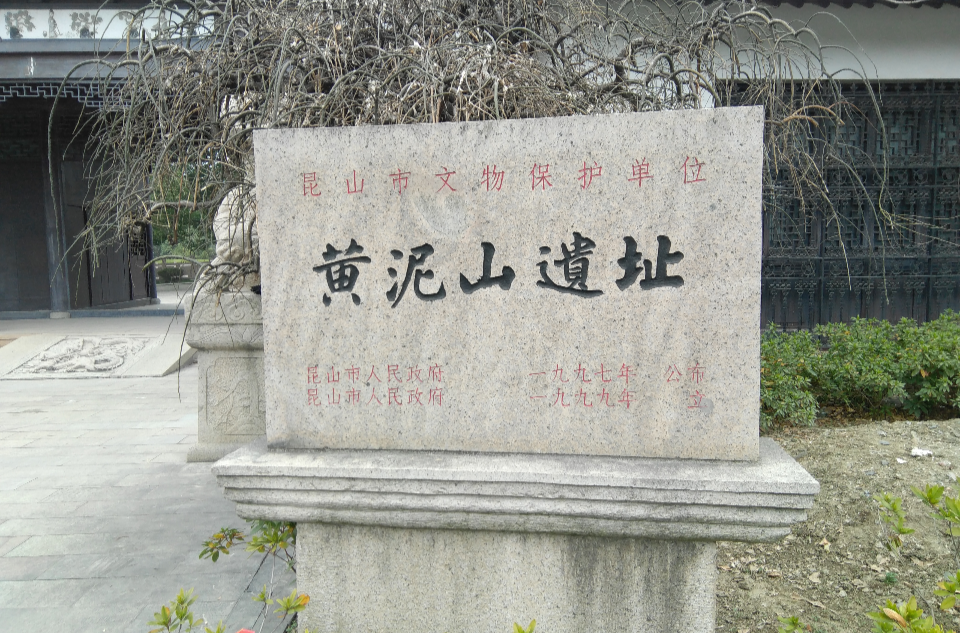 昆山市文物保护单位
黄泥山遺址
昆山市人民政府 一九九七年 公布
昆山市人民政府 一九九九年 立